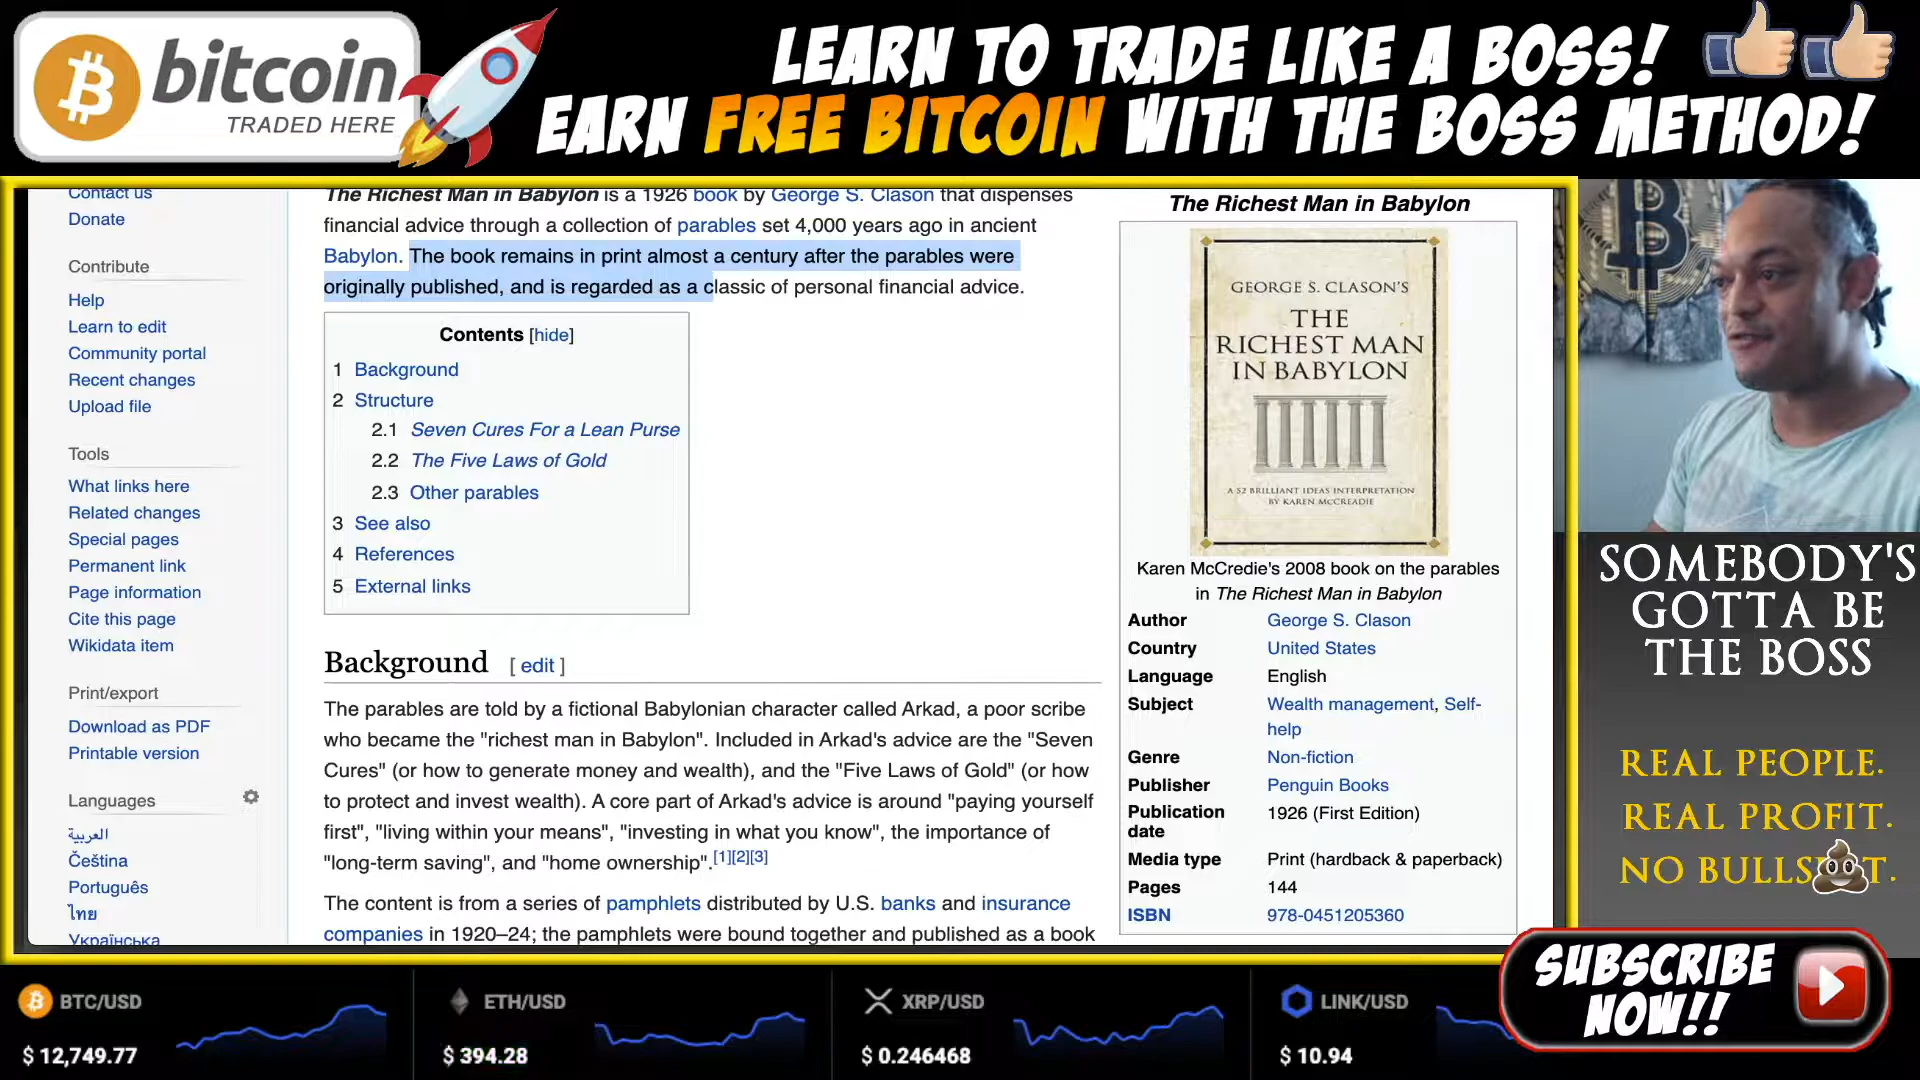 bitcoin
TRADED HERE
LEARN TO TRADE LIKE A BOSS!
EARN FREE BITCOIN WITH THE BOSS METHOD!
Contact us
Donate
Contribute
Help
Learn to edit
Community portal
Recent changes
Upload file
Tools
What links here
Related changes
Special pages
Permanent link
Page information
Cite this page
Wikidata item
Print/export
Download as PDF
Printable version
Languages
العربية
Čeština
Português
ไทย
Українська
The Richest Man in Babylon is a 1926 book by George S. Clason that dispenses
financial advice through a collection of parables set 4,000 years ago in ancient
Babylon. The book remains in print almost a century after the parables were
originally published, and is regarded as a classic of personal financial advice.
Contents [hide]
1 Background
2 Structure
2.1 Seven Cures For a Lean Purse
2.2 The Five Laws of Gold
2.3 Other parables
3 See also
4 References
5 External links
Background [ edit ]
The parables are told by a fictional Babylonian character called Arkad, a poor scribe
who became the "richest man in Babylon". Included in Arkad's advice are the "Seven
Cures" (or how to generate money and wealth), and the "Five Laws of Gold" (or how
to protect and invest wealth). A core part of Arkad's advice is around "paying yourself
first", "living within your means", "investing in what you know", the importance of
"long-term saving", and "home ownership".[1][2][3]
The content is from a series of pamphlets distributed by U.S. banks and insurance
companies in 1920–24; the pamphlets were bound together and published as a book
The Richest Man in Babylon
GEORGE S. CLASON'S
THE
RICHEST MAN
IN BABYLON
A 52 BRILLIANT IDEAS INTERPRETATION
BY KAREN McCREADIE
Karen McCredie's 2008 book on the parables
in The Richest Man in Babylon
Author George S. Clason
Country United States
Language English
Subject Wealth management, Self-
help
Genre Non-fiction
Publisher Penguin Books
Publication
date 1926 (First Edition)
Media type Print (hardback & paperback)
Pages 144
ISBN 978-0451205360
SOMEBODY'S
GOTTA BE
THE BOSS
REAL PEOPLE.
REAL PROFIT.
NO BULLS💩T.
SUBSCRIBE
NOW!!
BTC/USD
$ 12,749.77
ETH/USD
$ 394.28
XRP/USD
$ 0.246468
LINK/USD
$ 10.94